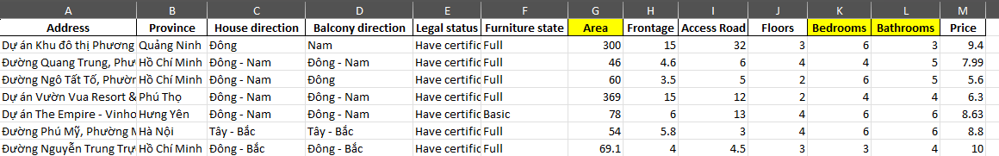 A B C D E F G H I J K L M
Address Province House direction Balcony direction Legal status Furniture state Area Frontage Access Road Floors Bedrooms Bathrooms Price
Dự án Khu đô thị Phương Quảng Ninh Đông Nam Have certific Full 300 15 32 3 6 3 9.4
Đường Quang Trung, Phư Hồ Chí Minh Đông - Nam Đông - Nam Have certific Full 46 4.6 6 4 4 5 7.99
Đường Ngô Tất Tố, Phườn Hồ Chí Minh Đông - Nam Đông Have certific Full 60 3.5 5 2 6 5 5.6
Dự án Vườn Vua Resort & Phú Thọ Đông - Nam Đông - Nam Have certific Full 369 15 12 2 4 4 6.3
Dự án The Empire - Vinho Hưng Yên Đông - Nam Đông - Nam Have certific Basic 78 6 13 4 6 6 8.63
Đường Phú Mỹ, Phường M Hà Nội Tây - Bắc Tây - Bắc Have certific Full 54 5.8 3 4 6 6 8.8
Đường Nguyễn Trung Trự Hồ Chí Minh Đông - Bắc Đông - Bắc Have certific Full 69.1 4 4.5 3 3 4 10